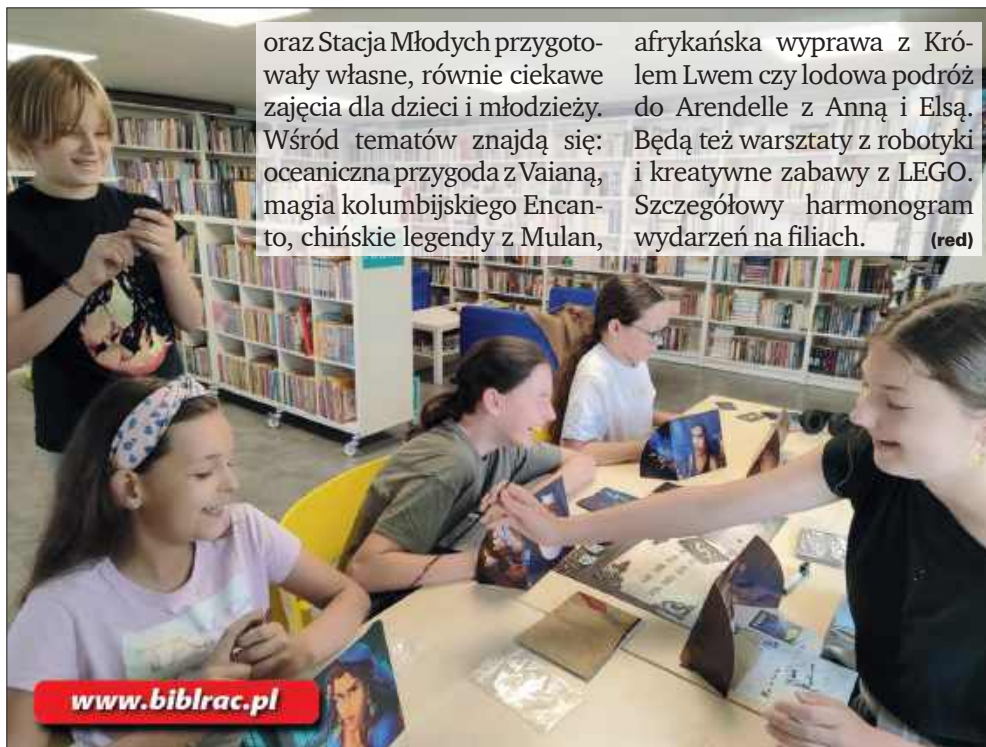 oraz Stacja Młodych przygoto-
wały własne, równie ciekawe
zajęcia dla dzieci i młodzieży.
Wśród tematów znajdą się:
oceaniczna przygoda z Vaianą,
magia kolumbijskiego Encan-
to, chińskie legendy z Mulan,
afrykańska wyprawa z Kró-
lem Lwem czy lodowa podróż
do Arendelle z Anną i Elsą.
Będą też warsztaty z robotyki
i kreatywne zabawy z LEGO.
Szczegółowy harmonogram
wydarzeń na filiach. (red)
www.biblrac.pl